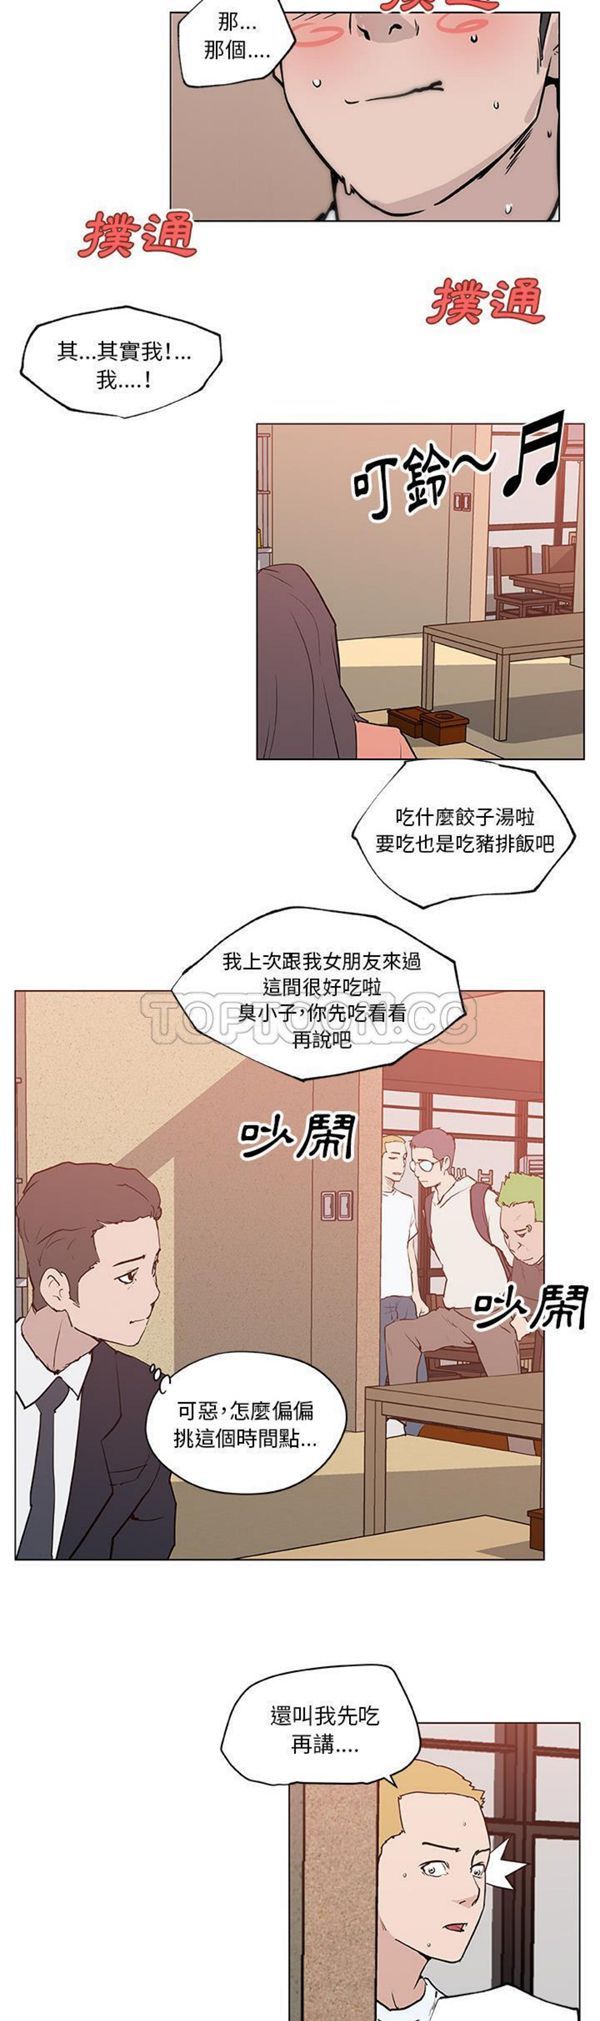 撲通
那...
那個....
撲通
撲通
其...其實我!...
我....!
叮鈴~
吃什麼餃子湯啦
要吃也是吃豬排飯吧
我上次跟我女朋友來過
這間很好吃啦
臭小子,你先吃看看
再說吧
TOPTOON.CC
吵鬧
吵鬧
可惡,怎麼偏偏
挑這個時間點...
還叫我先吃
再講....